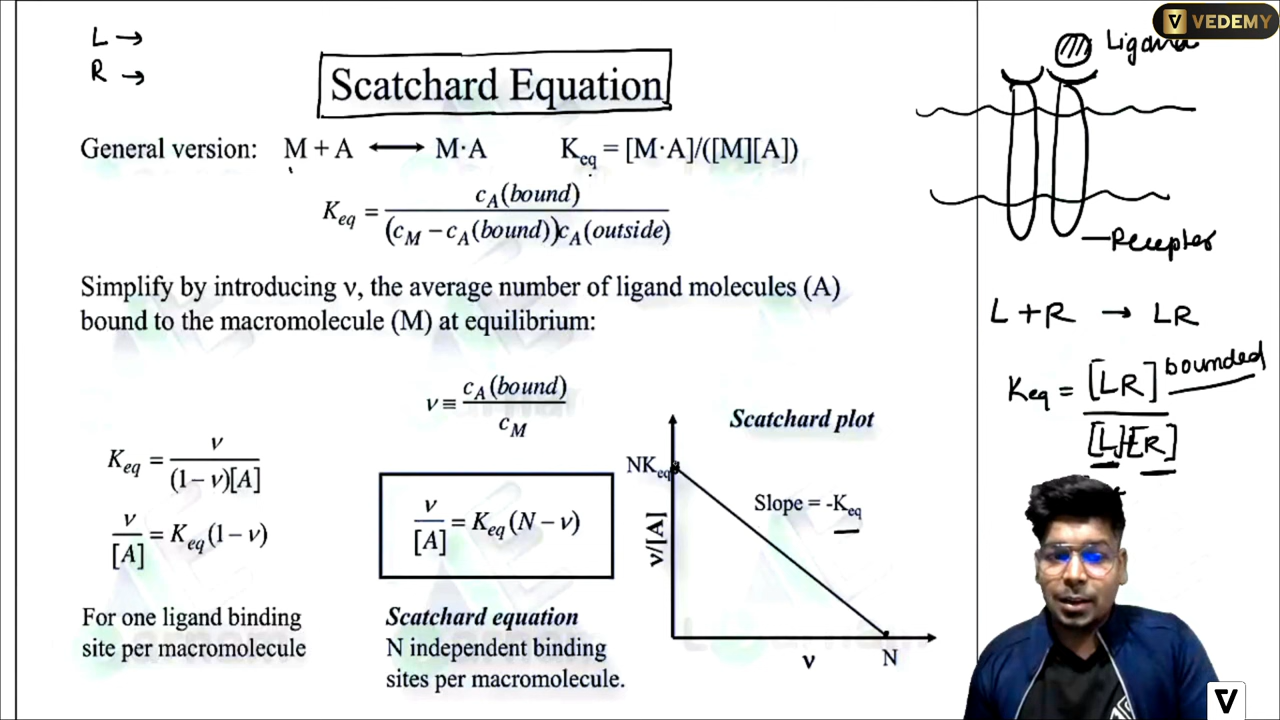 VEDEMY
L →
R →
Scatchard Equation
General version: M + A ⟷ M·A K_eq = [M·A]/([M][A])
K_eq = c_A(bound) / (c_M – c_A(bound))c_A(outside)
Simplify by introducing ν, the average number of ligand molecules (A)
bound to the macromolecule (M) at equilibrium:
ν ≡ c_A(bound) / c_M
K_eq = ν / (1– ν)[A]
ν / [A] = K_eq(1– ν)
For one ligand binding
site per macromolecule
ν / [A] = K_eq(N – ν)
Scatchard equation
N independent binding
sites per macromolecule.
Scatchard plot
NK_eq
Slope = -K_eq
ν/[A]
ν N
Ligand
Receptor
L + R → LR
Keq = [LR] bounded
[L][R]
V